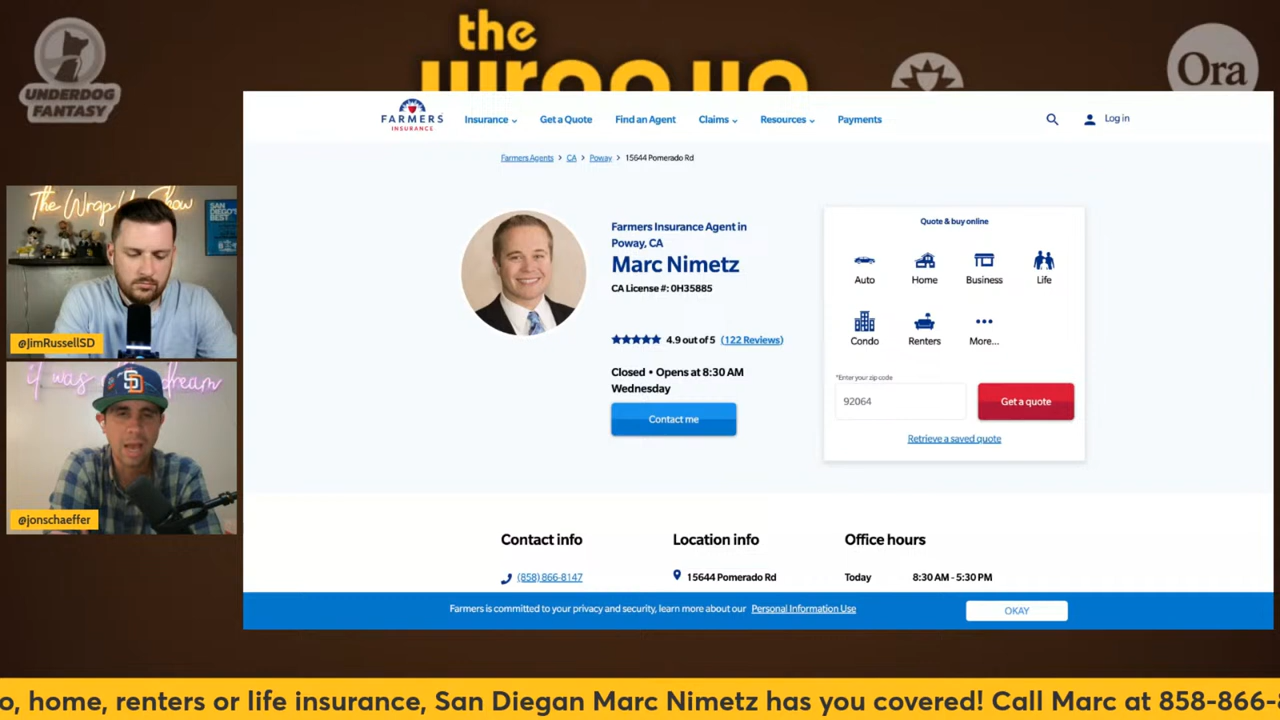 the
wrap up
UNDERDOG
FANTASY
Ora
FARMERS
INSURANCE
Insurance
Get a Quote
Find an Agent
Claims
Resources
Payments
Log in
Farmers Agents > CA > Poway > 15644 Pomerado Rd
The Wrap Up Show
SAN
DIEGO'S
BEST
@JimRussellSD
it was dream
SD
@jonschaeffer
Farmers Insurance Agent in
Poway, CA
Marc Nimetz
CA License #: 0H35885
4.9 out of 5 (122 Reviews)
Closed • Opens at 8:30 AM
Wednesday
Contact me
Quote & buy online
Auto
Home
Business
Life
Condo
Renters
More...
*Enter your zip code
92064
Get a quote
Retrieve a saved quote
Contact info
(858) 866-8147
Location info
15644 Pomerado Rd
Office hours
Today 8:30 AM - 5:30 PM
Farmers is committed to your privacy and security, learn more about our Personal Information Use
OKAY
o, home, renters or life insurance, San Diegan Marc Nimetz has you covered! Call Marc at 858-866-